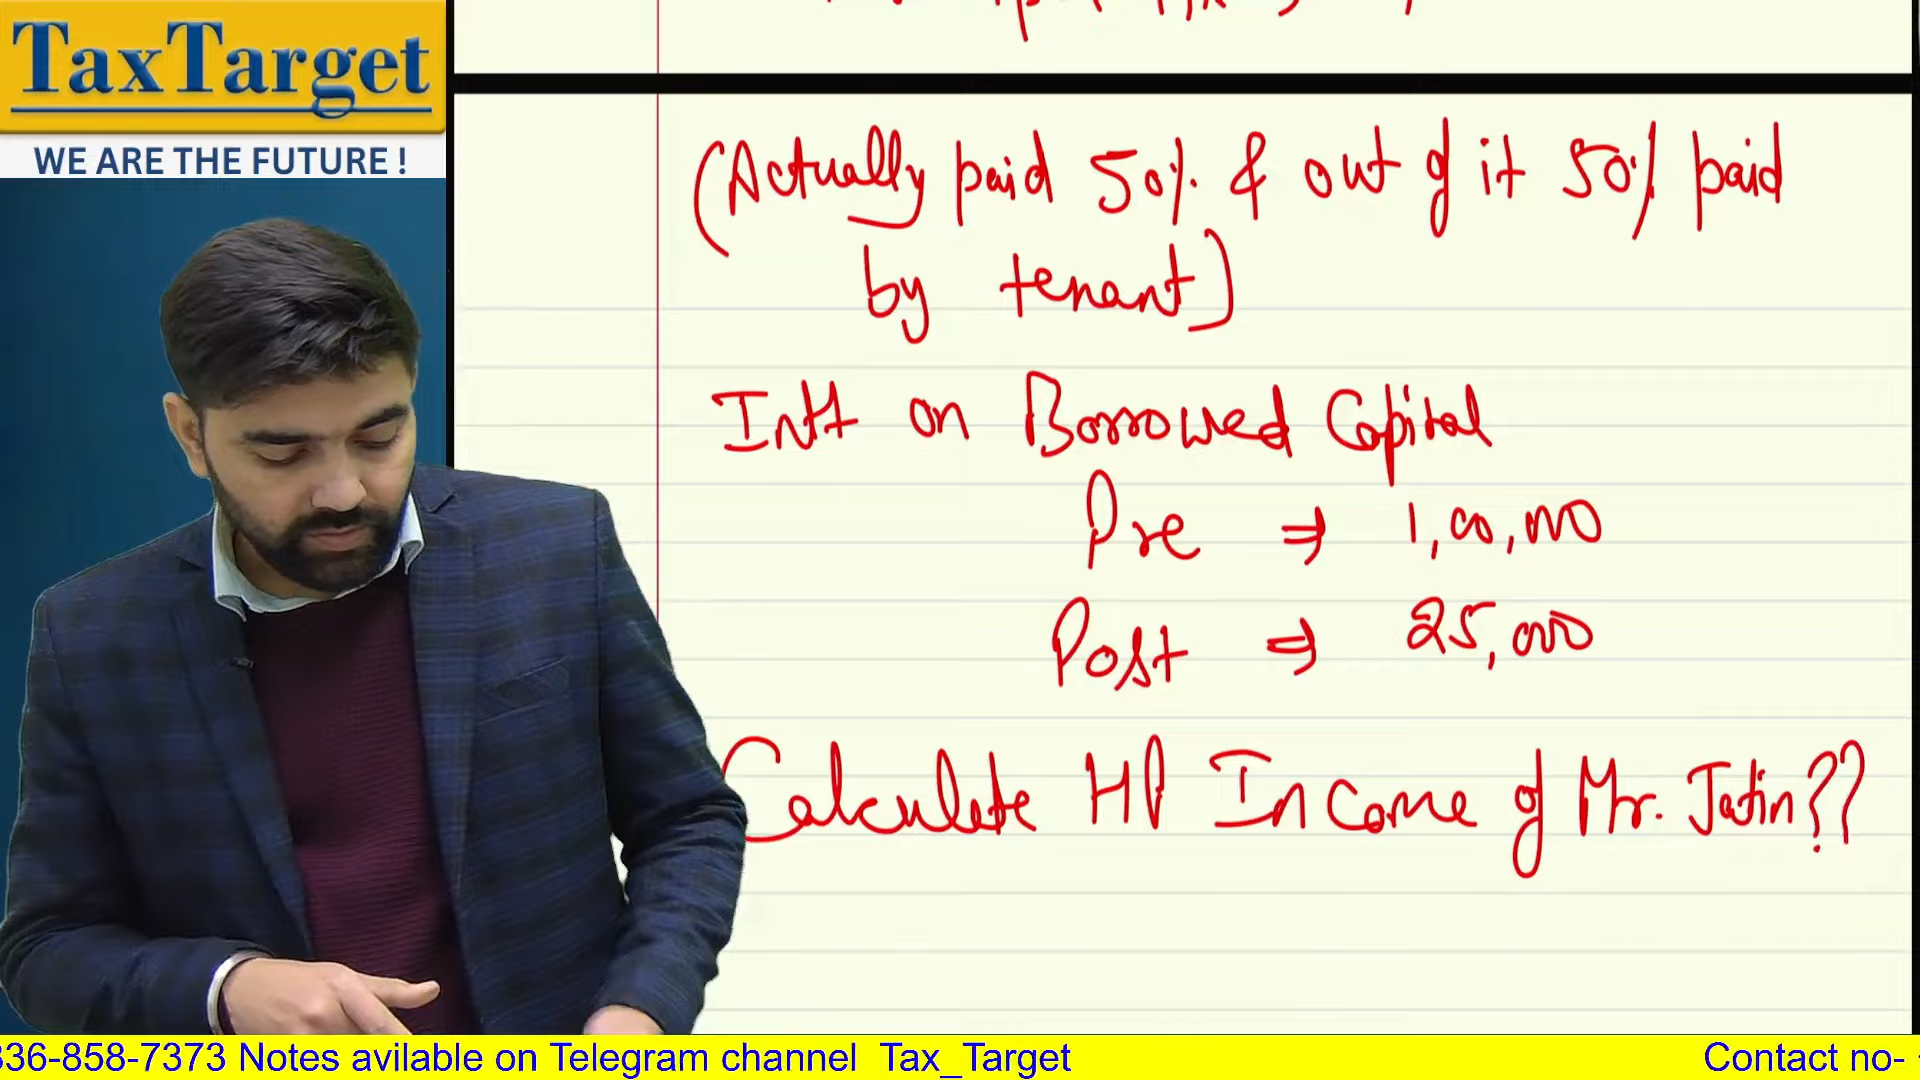 TaxTarget
WE ARE THE FUTURE !
(Actually paid 50% & out of it 50% paid
by tenant)
Intt on Borrowed Capital
Pre ⇒ 1,00,000
Post ⇒ 25,000
Calculate HP Income of Mr. Jatin??
336-858-7373 Notes avilable on Telegram channel Tax_Target
Contact no-